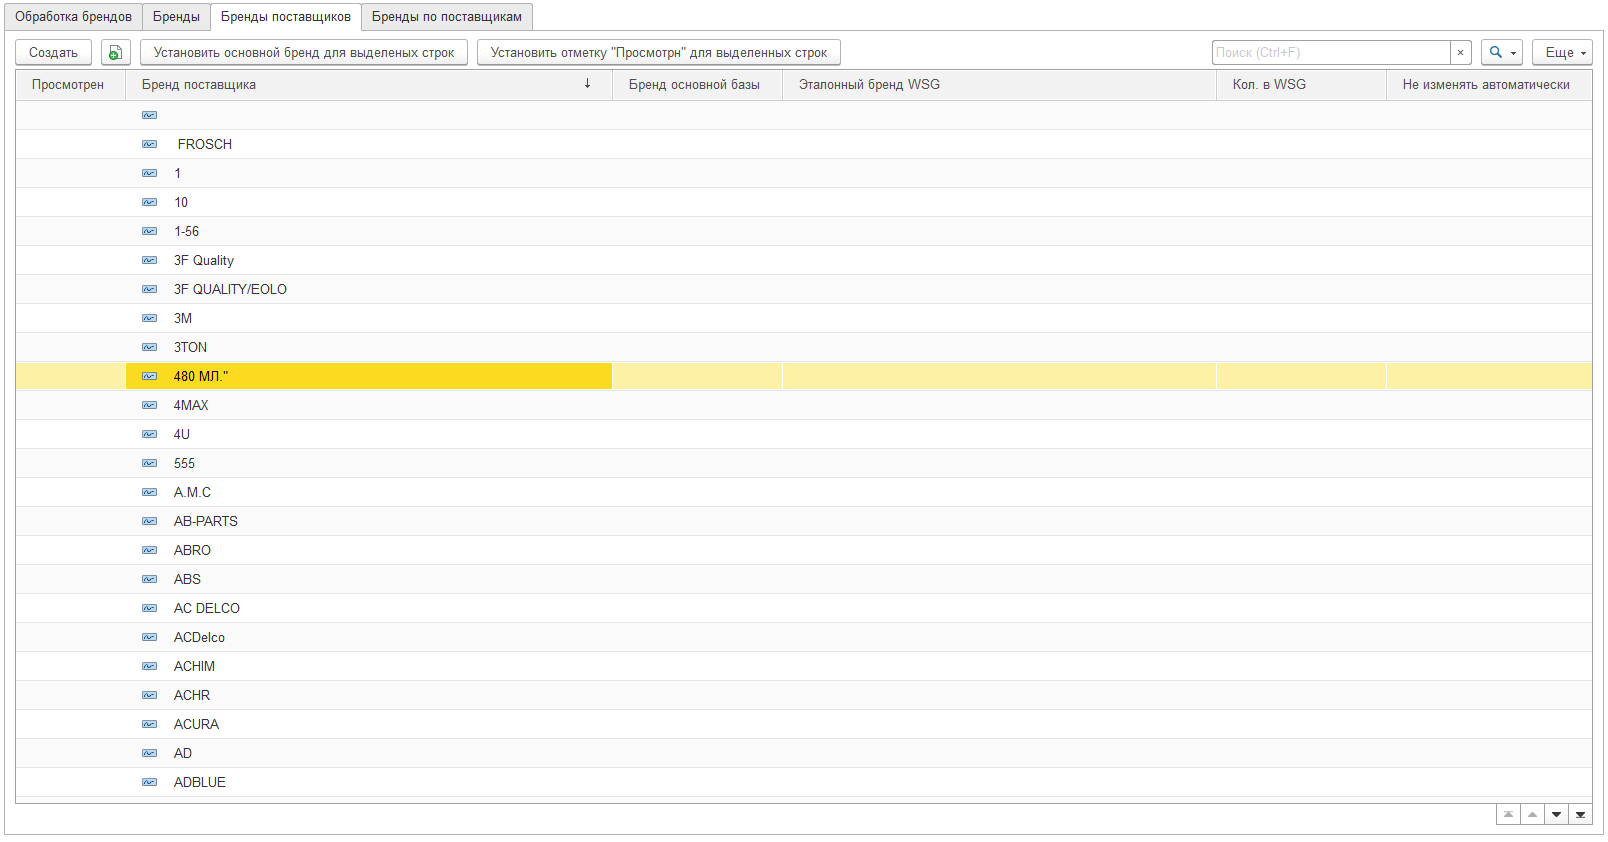 Обработка брендов Бренды Бренды поставщиков Бренды по поставщикам
Создать Установить основной бренд для выделеных строк Установить отметку "Просмотрн" для выделенных строк Поиск (Ctrl+F) × Еще
Просмотрен Бренд поставщика ↓ Бренд основной базы Эталонный бренд WSG Кол. в WSG Не изменять автоматически
FROSCH
1
10
1-56
3F Quality
3F QUALITY/EOLO
3M
3TON
480 МЛ."
4MAX
4U
555
A.M.C
AB-PARTS
ABRO
ABS
AC DELCO
ACDelco
ACHIM
ACHR
ACURA
AD
ADBLUE